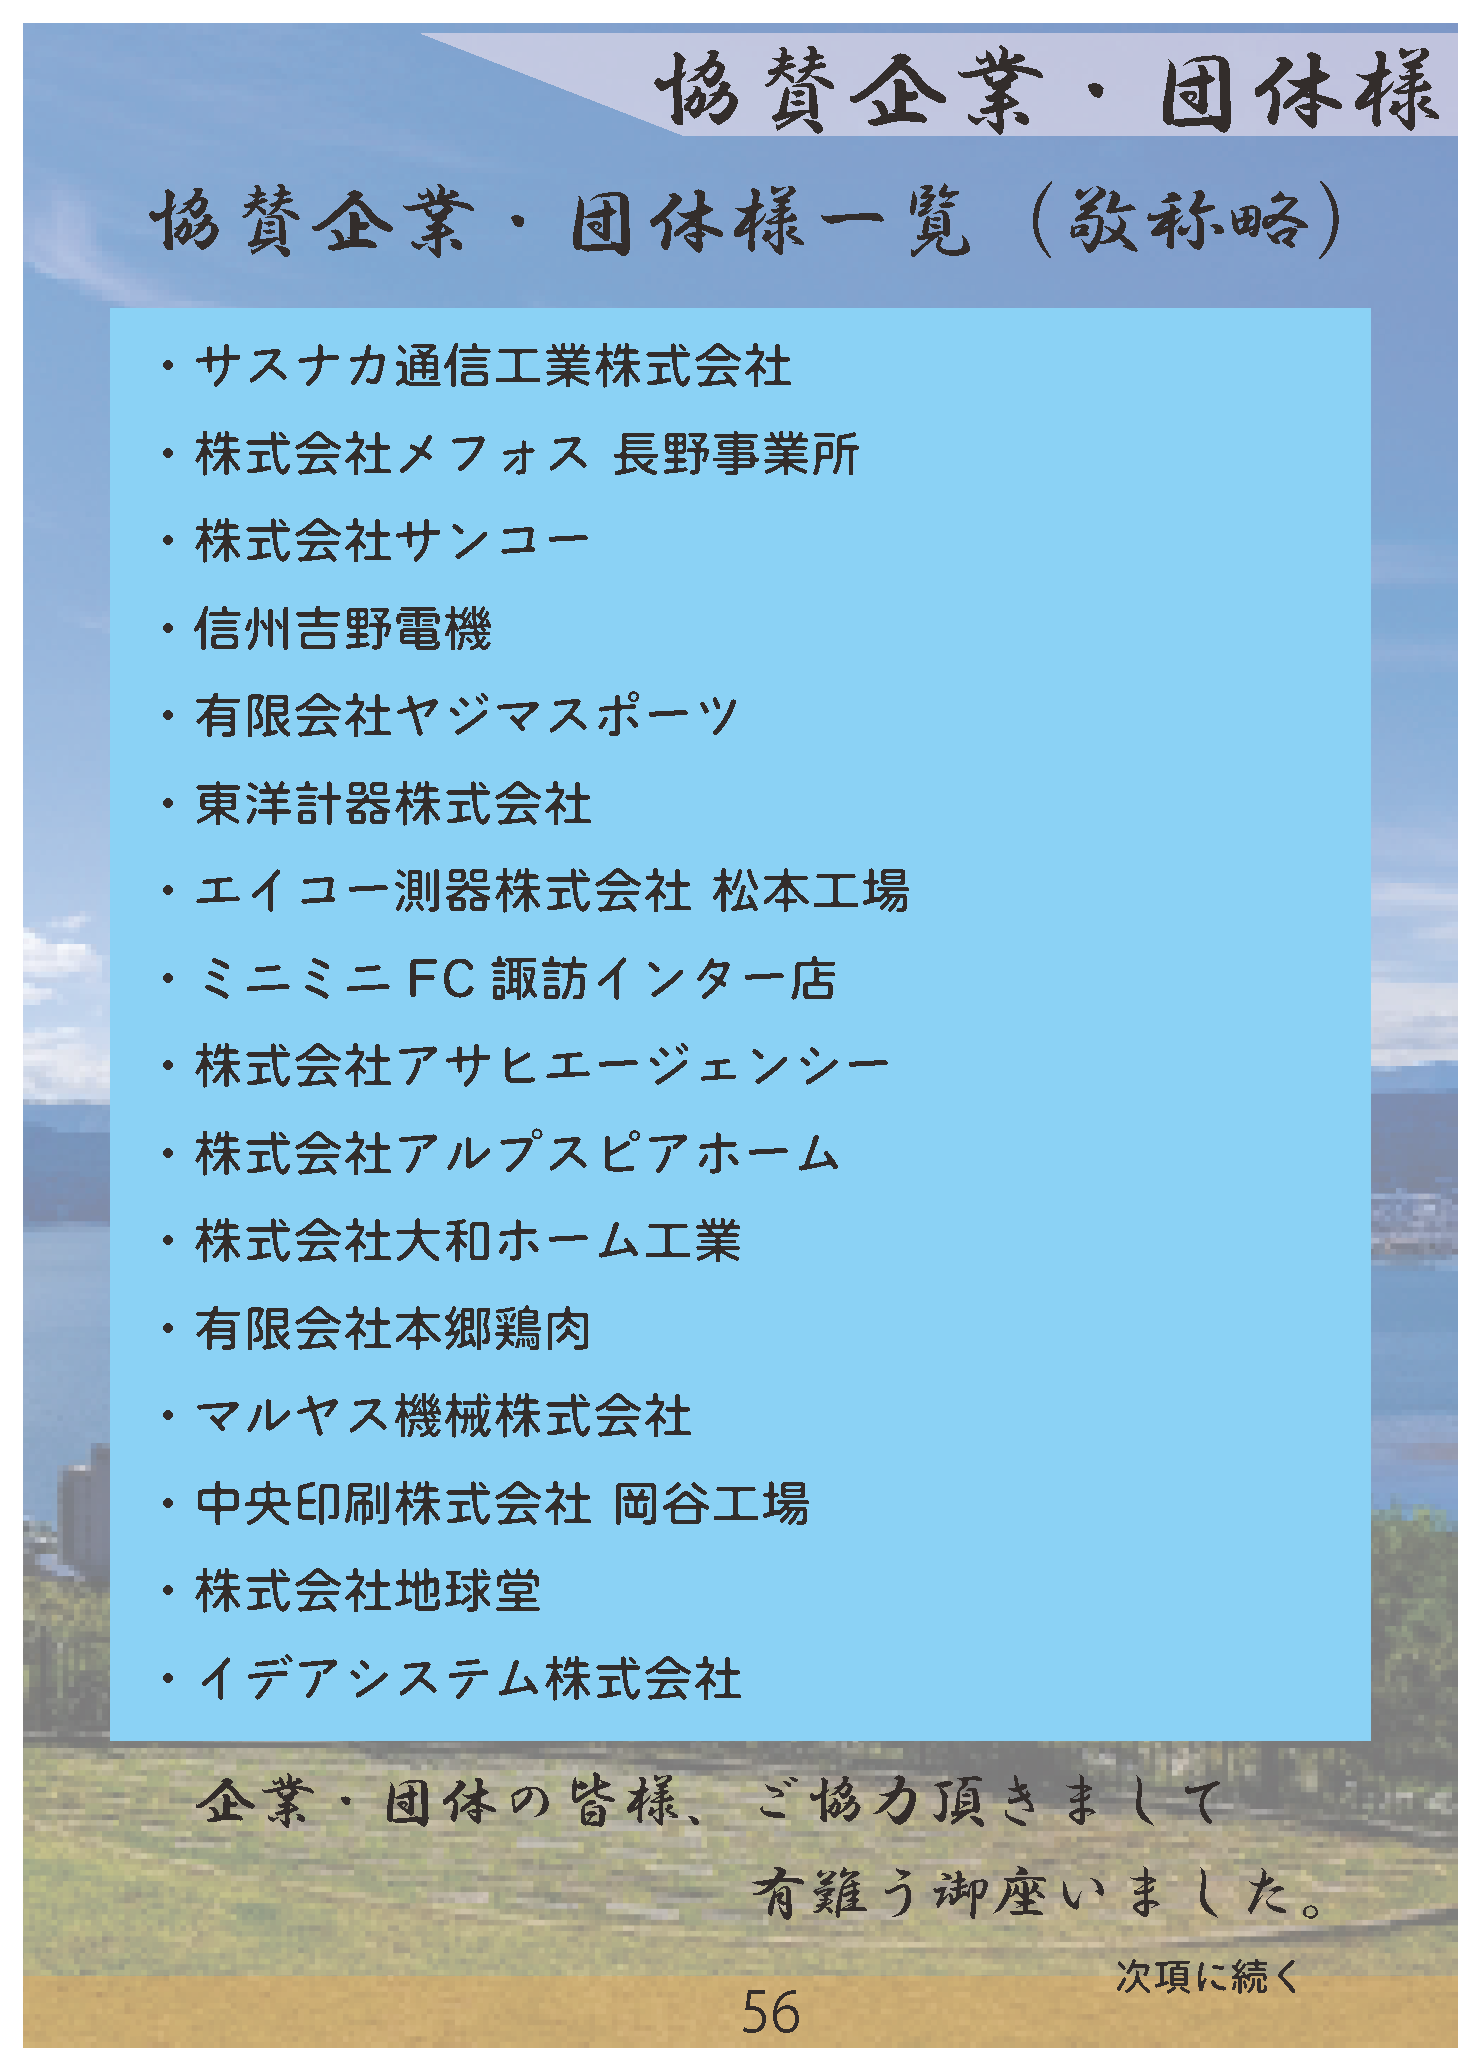 協賛企業・団体様
協賛企業・団体様一覧（敬称略）
・サスナカ通信工業株式会社
・株式会社メフォス 長野事業所
・株式会社サンコー
・信州吉野電機
・有限会社ヤジマスポーツ
・東洋計器株式会社
・エイコー測器株式会社 松本工場
・ミニミニ FC 諏訪インター店
・株式会社アサヒエージェンシー
・株式会社アルプスピアホーム
・株式会社大和ホーム工業
・有限会社本郷鶏肉
・マルヤス機械株式会社
・中央印刷株式会社 岡谷工場
・株式会社地球堂
・イデアシステム株式会社
企業・団体の皆様、ご協力頂きまして
有難う御座いました。
次項に続く
56